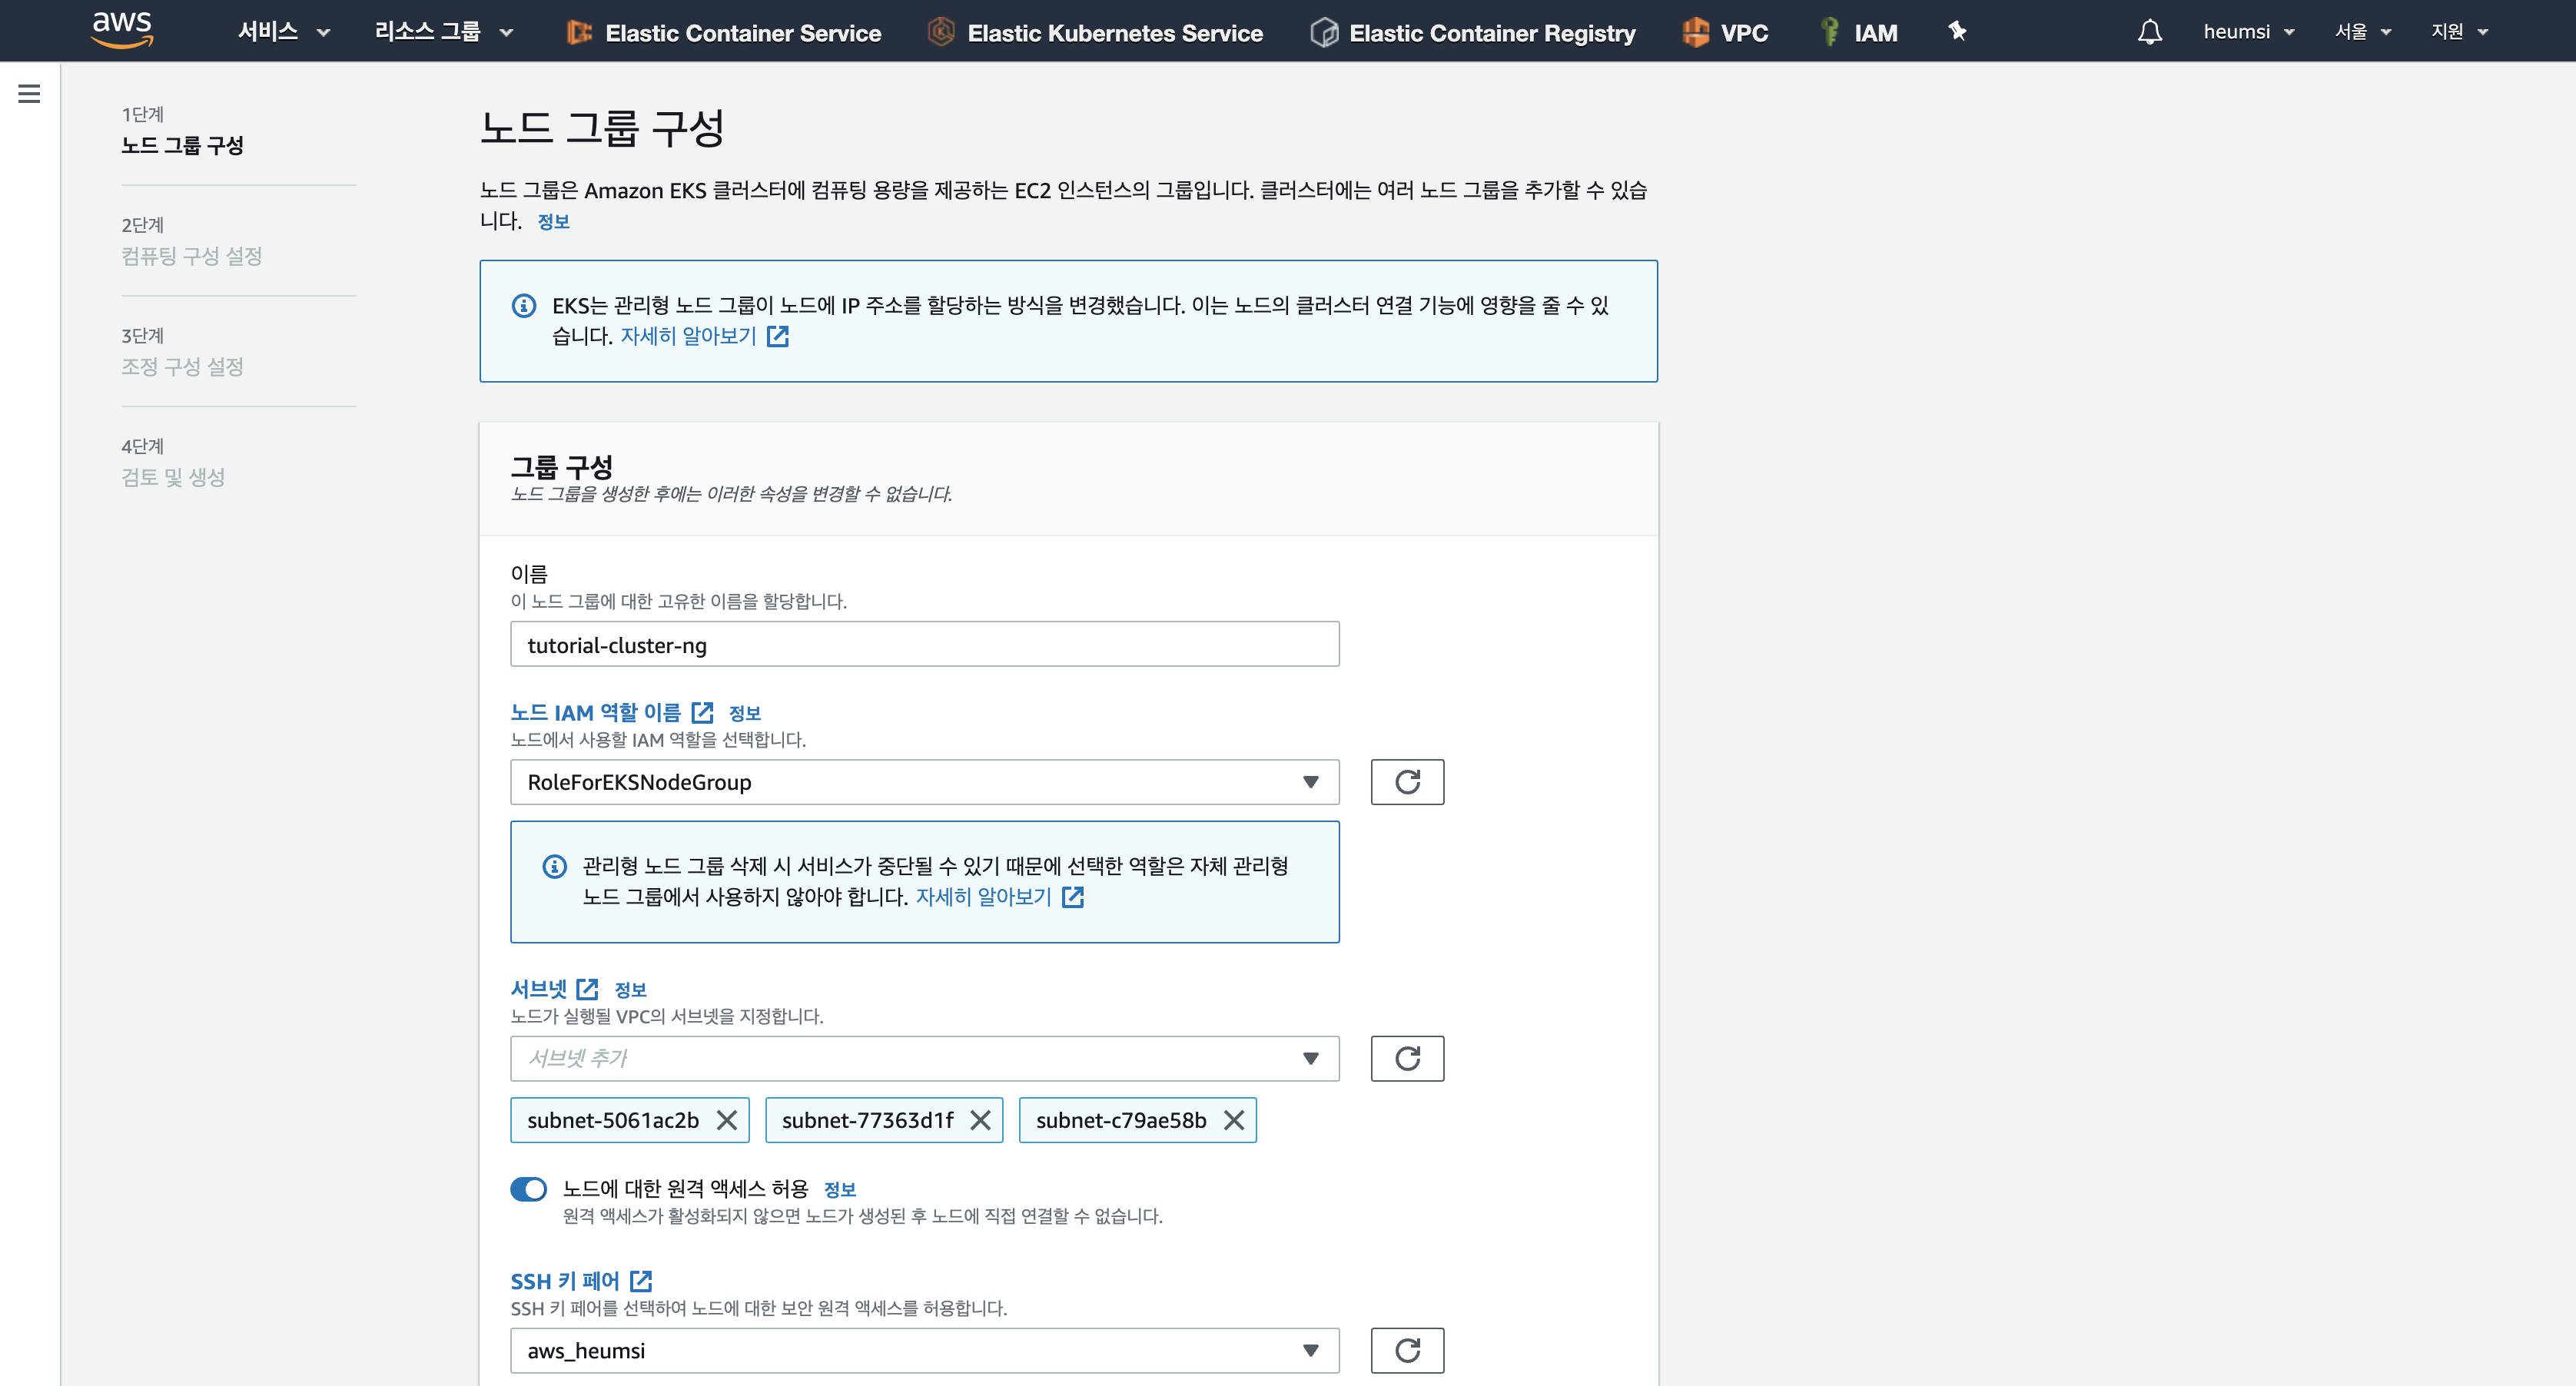 aws
서비스
리소스 그룹
Elastic Container Service
Elastic Kubernetes Service
Elastic Container Registry
VPC
IAM
heumsi
서울
지원
1단계
노드 그룹 구성
2단계
컴퓨팅 구성 설정
3단계
조정 구성 설정
4단계
검토 및 생성
노드 그룹 구성
노드 그룹은 Amazon EKS 클러스터에 컴퓨팅 용량을 제공하는 EC2 인스턴스의 그룹입니다. 클러스터에는 여러 노드 그룹을 추가할 수 있습
니다. 정보
EKS는 관리형 노드 그룹이 노드에 IP 주소를 할당하는 방식을 변경했습니다. 이는 노드의 클러스터 연결 기능에 영향을 줄 수 있
습니다. 자세히 알아보기
그룹 구성
노드 그룹을 생성한 후에는 이러한 속성을 변경할 수 없습니다.
이름
이 노드 그룹에 대한 고유한 이름을 할당합니다.
tutorial-cluster-ng
노드 IAM 역할 이름 정보
노드에서 사용할 IAM 역할을 선택합니다.
RoleForEKSNodeGroup
관리형 노드 그룹 삭제 시 서비스가 중단될 수 있기 때문에 선택한 역할은 자체 관리형
노드 그룹에서 사용하지 않아야 합니다. 자세히 알아보기
서브넷 정보
노드가 실행될 VPC의 서브넷을 지정합니다.
서브넷 추가
subnet-5061ac2b
subnet-77363d1f
subnet-c79ae58b
노드에 대한 원격 액세스 허용 정보
원격 액세스가 활성화되지 않으면 노드가 생성된 후 노드에 직접 연결할 수 없습니다.
SSH 키 페어
SSH 키 페어를 선택하여 노드에 대한 보안 원격 액세스를 허용합니다.
aws_heumsi